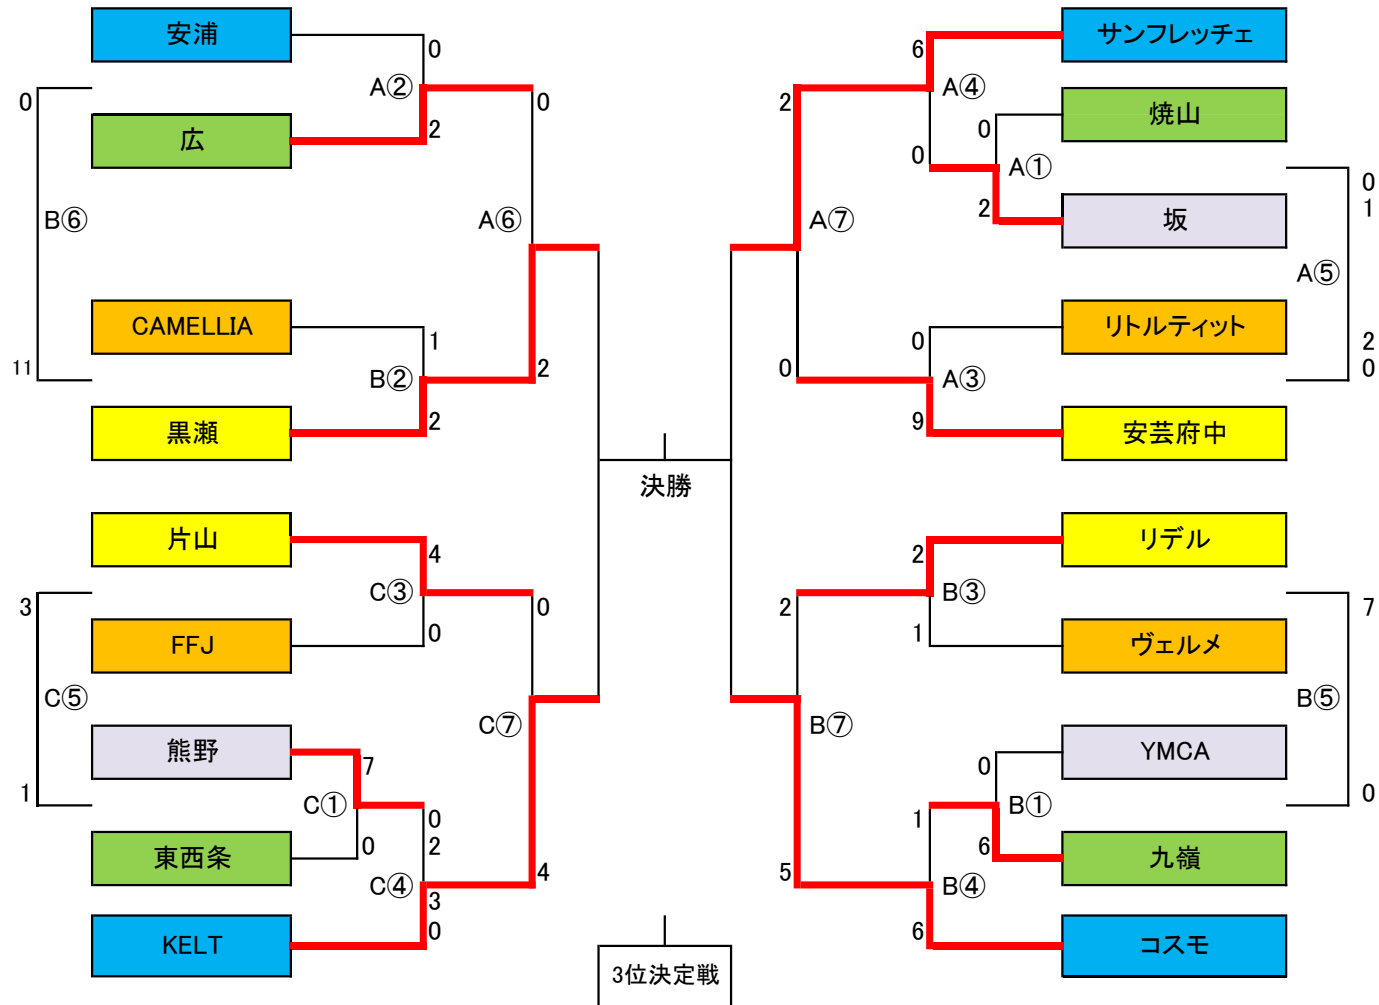 安浦
0
A②
0
広
2
0
B⑥
A⑥
CAMELLIA
1
11
B②
2
黒瀬
2
片山
4
C③
3
0
FFJ
0
C⑤
C⑦
熊野
7
1
C①
0
東西条
0
2
C④
4
3
KELT
0
決勝
3位決定戦
サンフレッチェ
6
A④
2
焼山
0
0
A①
坂
2
0
1
A⑦
A⑤
リトルティット
0
2
0
A③
0
安芸府中
9
リデル
2
B③
2
7
ヴェルメ
1
B⑦
B⑤
YMCA
0
1
B①
0
九嶺
6
5
B④
コスモ
6